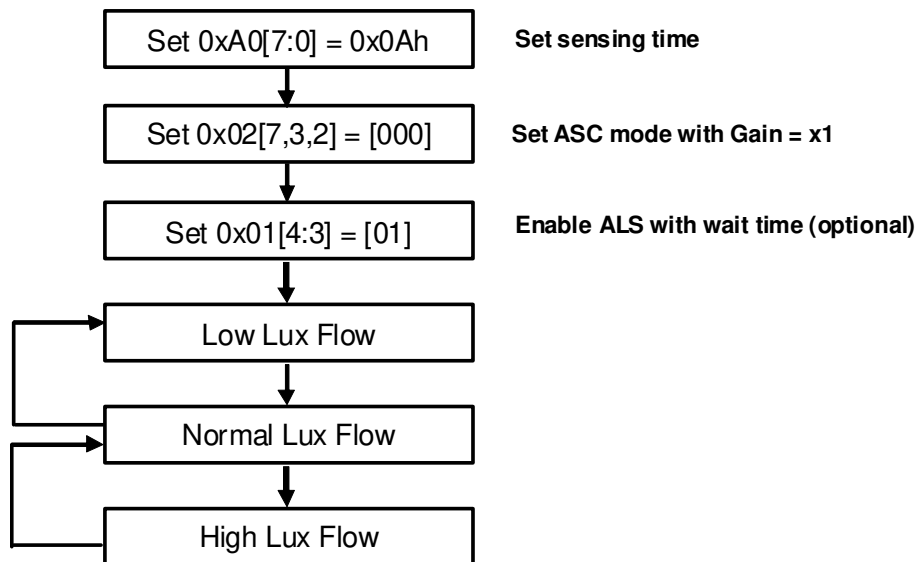 Set 0xA0[7:0] = 0x0Ah
Set sensing time
Set 0x02[7,3,2] = [000]
Set ASC mode with Gain = x1
Set 0x01[4:3] = [01]
Enable ALS with wait time (optional)
Low Lux Flow
Normal Lux Flow
High Lux Flow